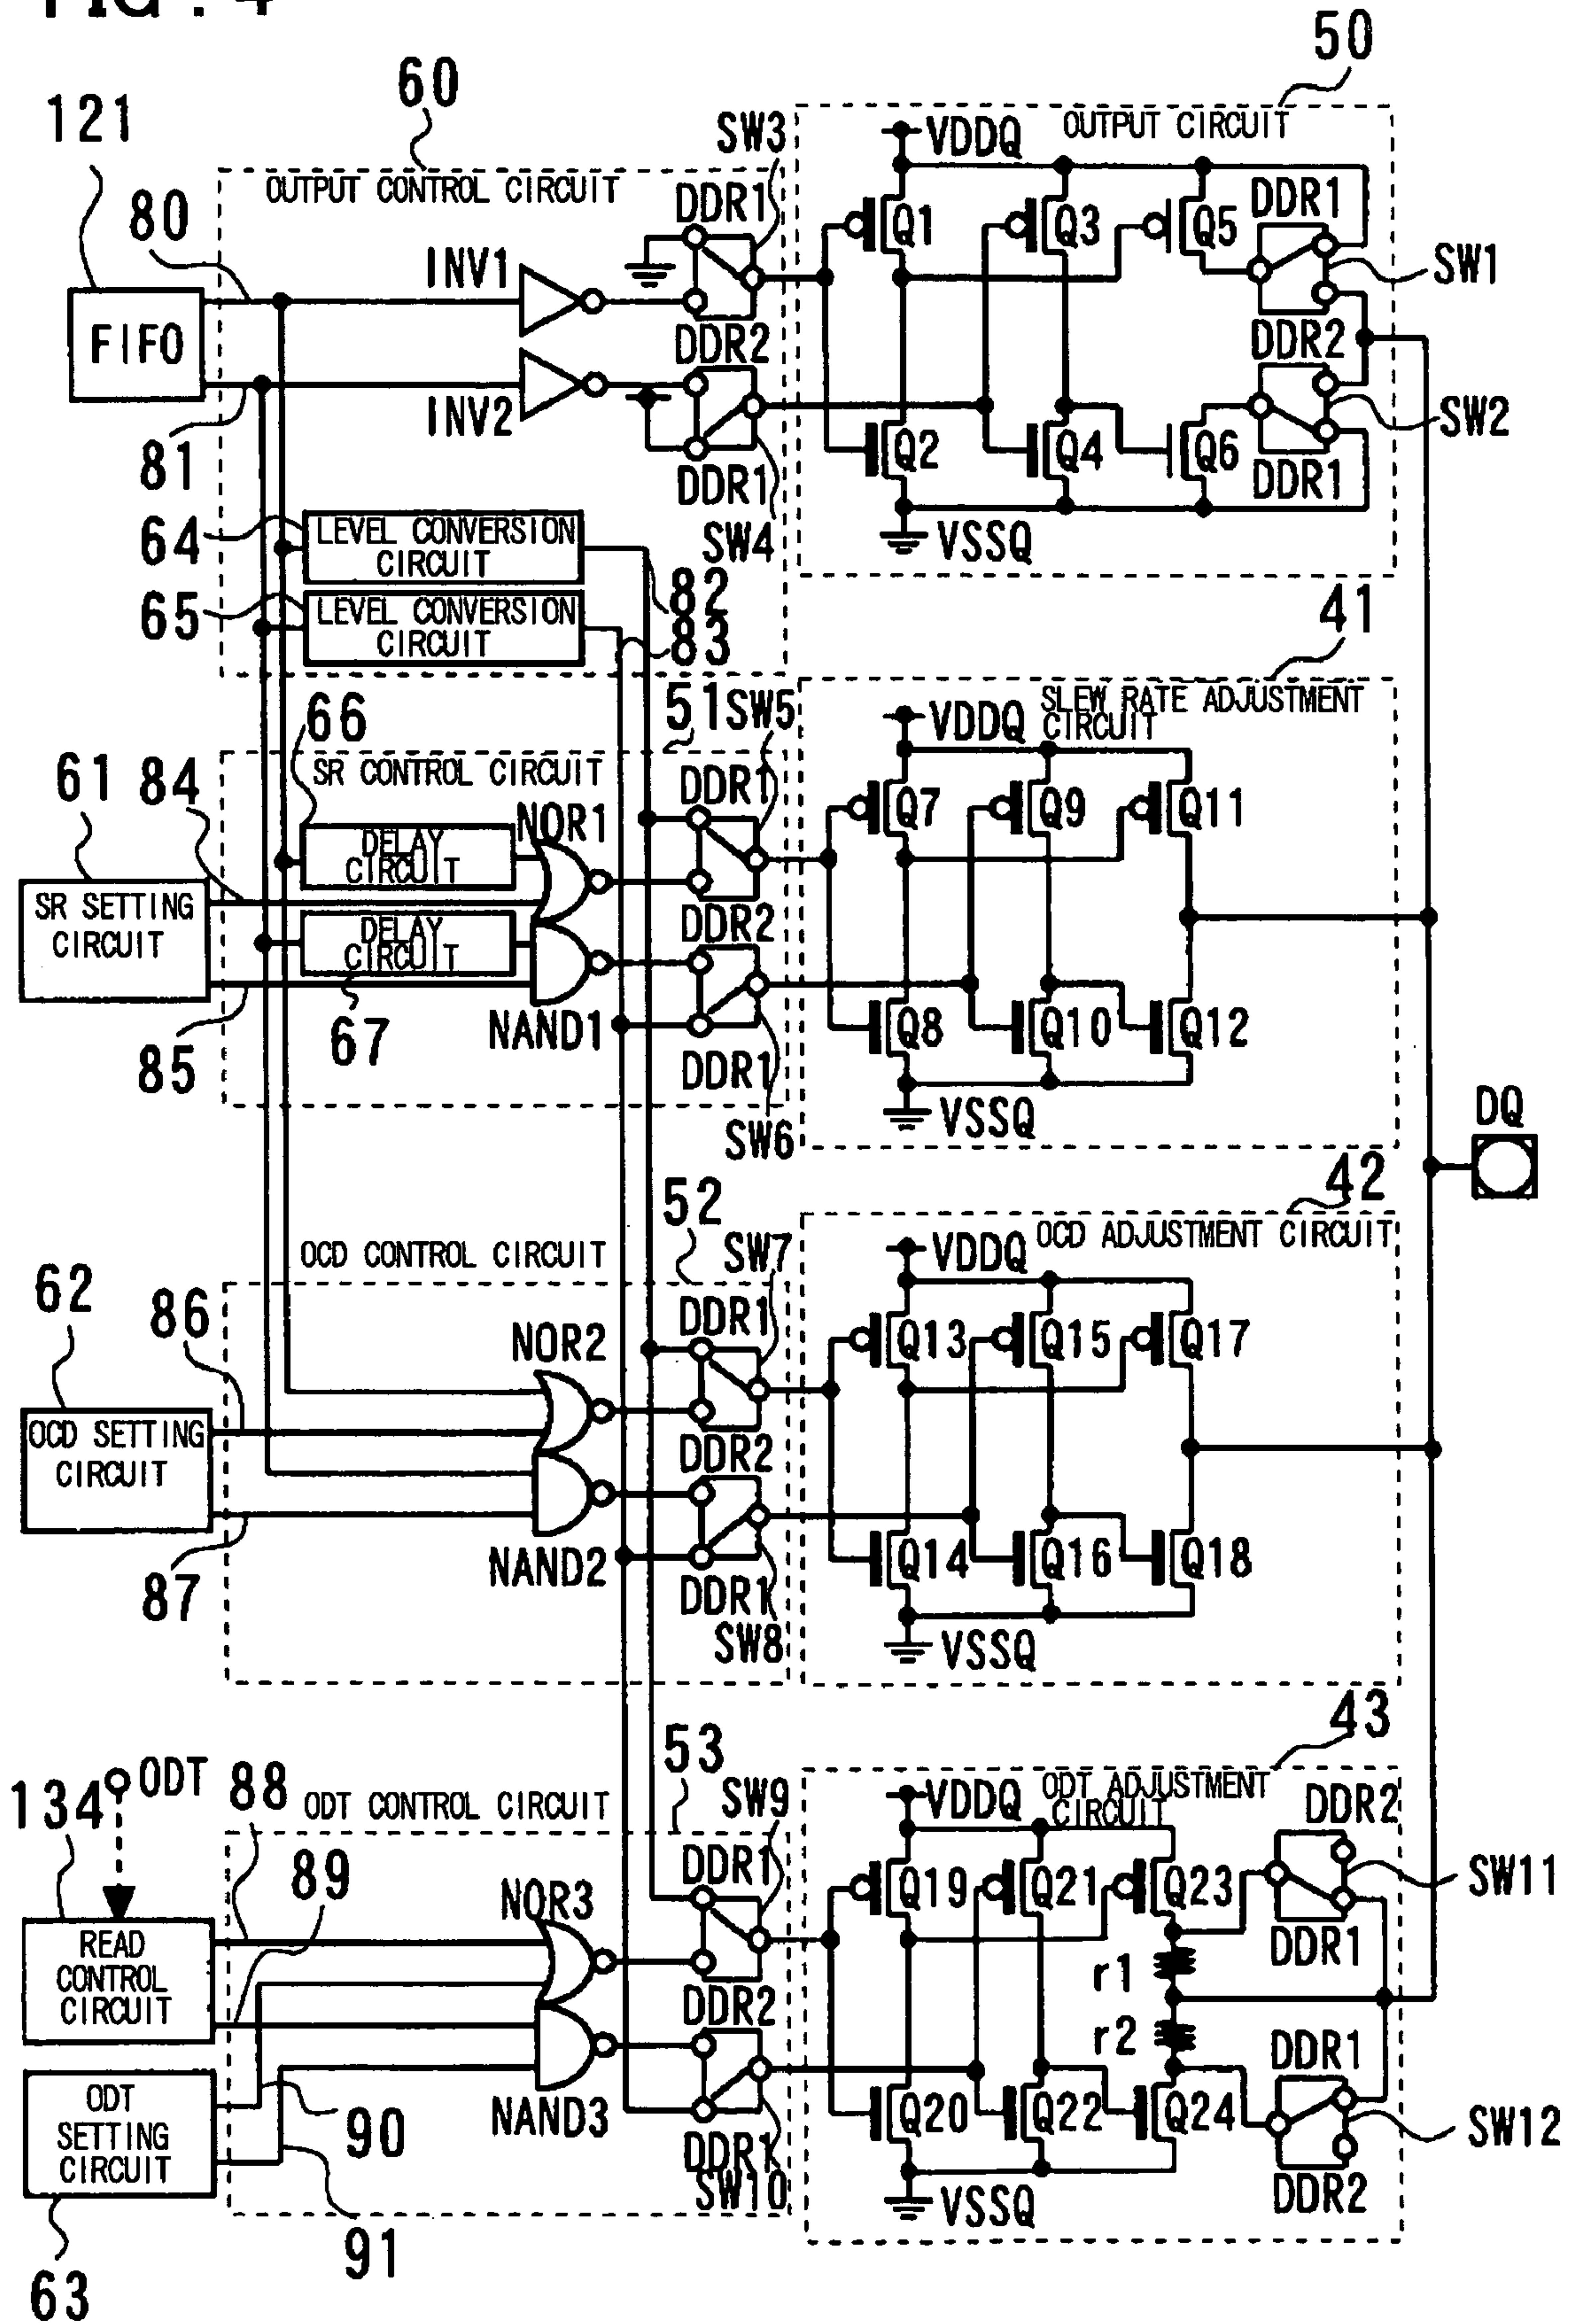 FIG. 4
50
60
121
SW3
VDDQ
OUTPUT CIRCUIT
OUTPUT CONTROL CIRCUIT
80
DDR1
DDR1
Q1
Q3
Q5
INV1
SW1
FIFO
DDR2
DDR2
INV2
SW2
81
Q2
Q4
Q6
DDR1
DDR1
64
LEVEL CONVERSION
CIRCUIT
SW4
VSSQ
82
65
LEVEL CONVERSION
CIRCUIT
83
41
66
51
SW5
SLEW RATE ADJUSTMENT
CIRCUIT
VDDQ
61
84
SR CONTROL CIRCUIT
DDR1
Q7
Q9
Q11
NOR1
DELAY
CIRCUIT
SR SETTING
CIRCUIT
DDR2
DELAY
CIRCUIT
67
NAND1
Q8
Q10
Q12
85
DDR1
VSSQ
DQ
SW6
42
52
OCD CONTROL CIRCUIT
SW7
VDDQ
OCD ADJUSTMENT CIRCUIT
62
86
DDR1
NOR2
Q13
Q15
Q17
OCD SETTING
CIRCUIT
DDR2
NAND2
Q14
Q16
Q18
87
DDR1
SW8
VSSQ
43
53
134
ODT
88
ODT CONTROL CIRCUIT
SW9
VDDQ
ODT ADJUSTMENT
CIRCUIT
DDR2
89
DDR1
NOR3
Q19
Q21
Q23
SW11
READ
CONTROL
CIRCUIT
DDR1
r1
DDR2
r2
DDR1
ODT
SETTING
CIRCUIT
90
NAND3
Q20
Q22
Q24
SW12
DDR1
SW10
DDR2
VSSQ
91
63